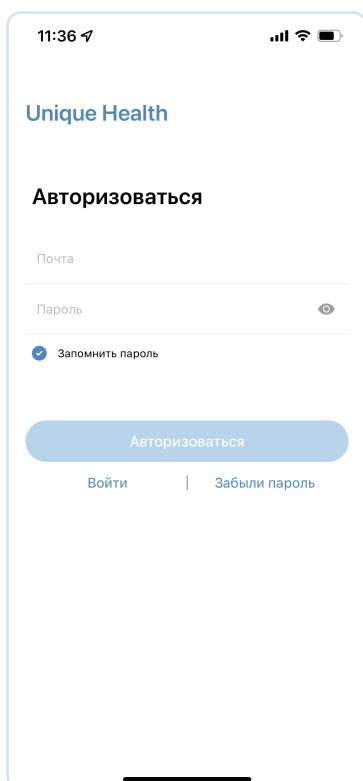 11:36
Unique Health
Авторизоваться
Почта
Пароль
Запомнить пароль
Авторизоваться
Войти | Забыли пароль